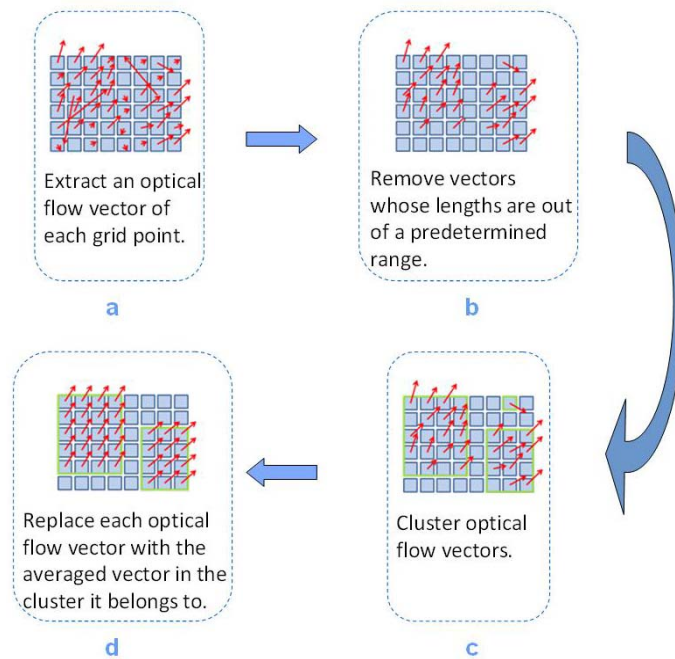 Extract an optical
flow vector of
each grid point.
a
Remove vectors
whose lengths are out
of a predetermined
range.
b
Cluster optical
flow vectors.
c
Replace each optical
flow vector with the
averaged vector in the
cluster it belongs to.
d